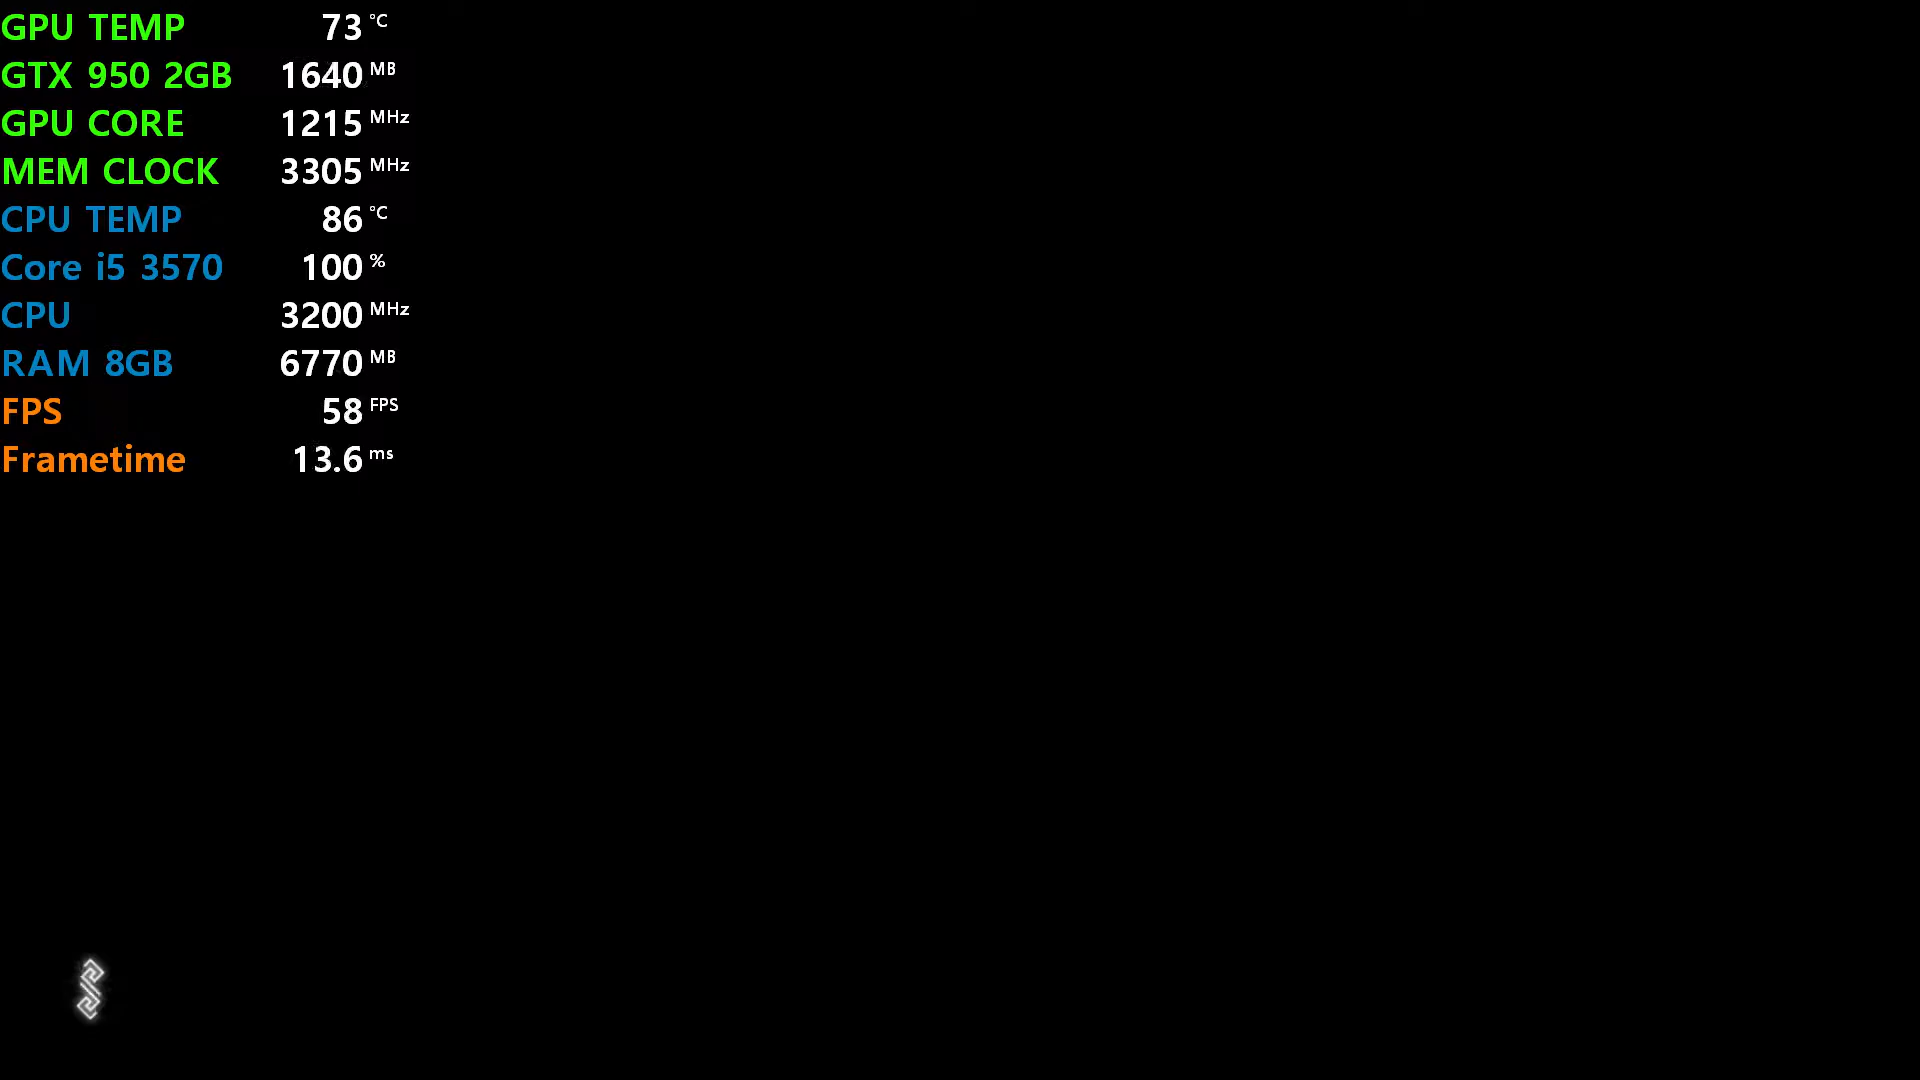 GPU TEMP 73 °C
GTX 950 2GB 1640 MB
GPU CORE 1215 MHz
MEM CLOCK 3305 MHz
CPU TEMP 86 °C
Core i5 3570 100 %
CPU 3200 MHz
RAM 8GB 6770 MB
FPS 58 FPS
Frametime 13.6 ms